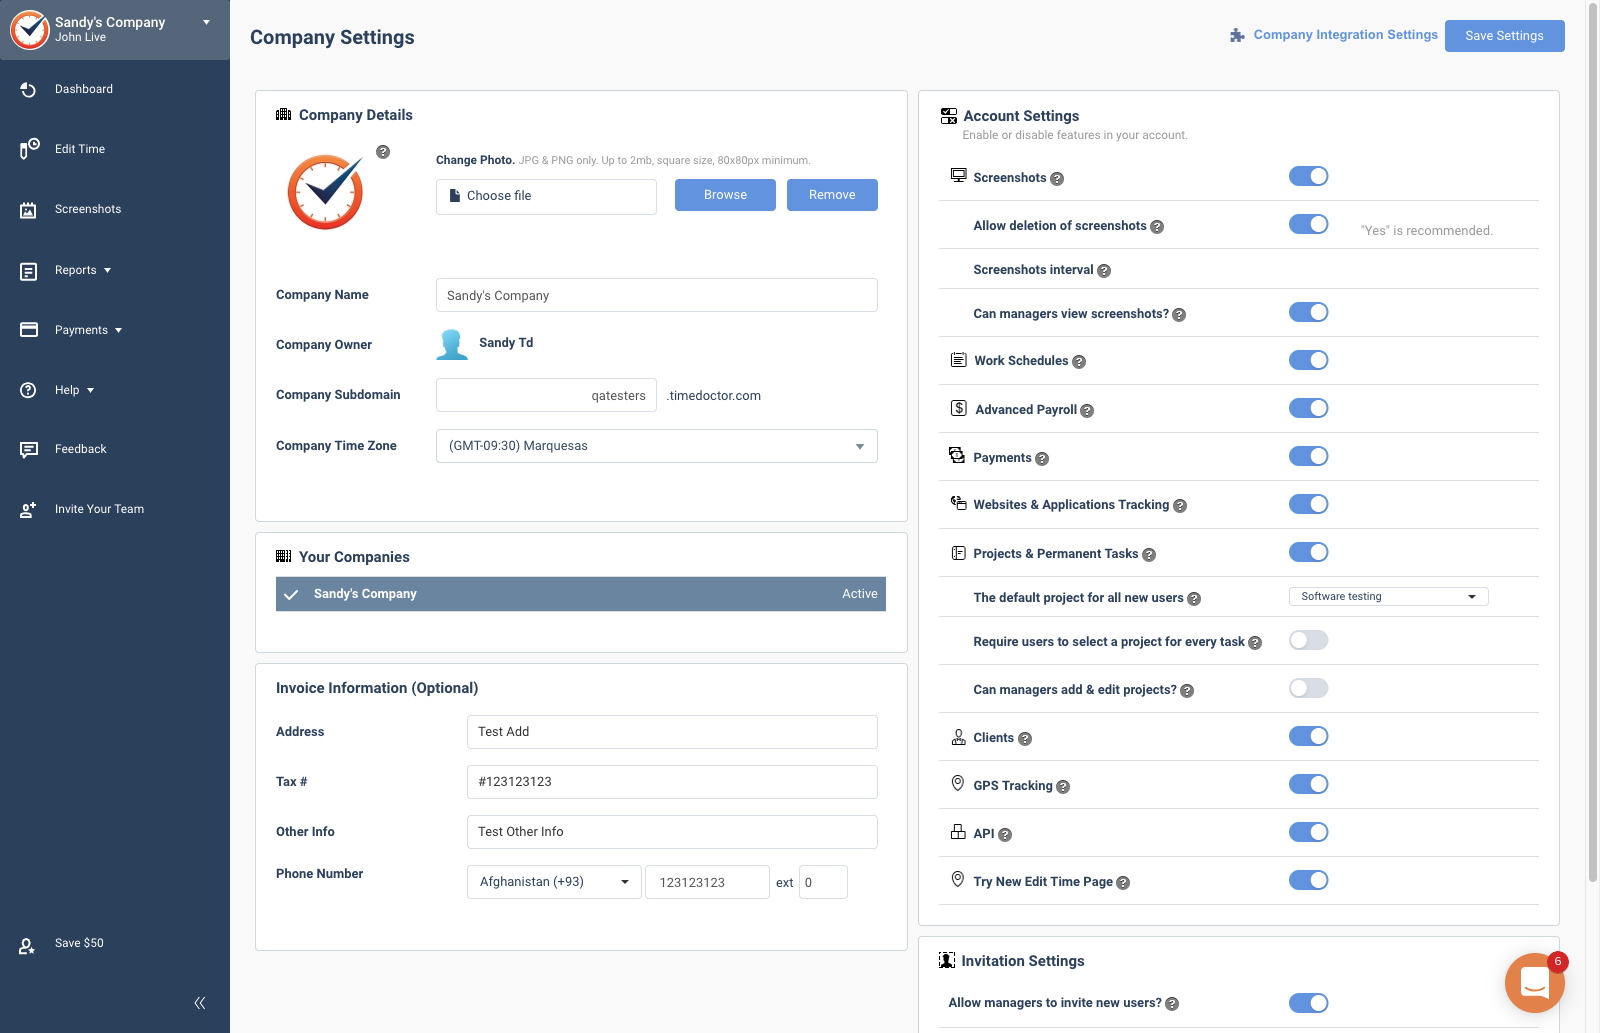 Sandy's Company
John Live
Dashboard
Edit Time
Screenshots
Reports
Payments
Help
Feedback
Invite Your Team
Save $50
Company Settings
Company Integration Settings
Save Settings
Company Details
?
Change Photo. JPG & PNG only. Up to 2mb, square size, 80x80px minimum.
Choose file
Browse
Remove
Company Name
Sandy's Company
Company Owner
Sandy Td
Company Subdomain
qatesters
.timedoctor.com
Company Time Zone
(GMT-09:30) Marquesas
Your Companies
Sandy's Company
Active
Invoice Information (Optional)
Address
Test Add
Tax #
#123123123
Other Info
Test Other Info
Phone Number
Afghanistan (+93)
123123123
ext
0
Account Settings
Enable or disable features in your account.
Screenshots ?
Allow deletion of screenshots ?
"Yes" is recommended.
Screenshots interval ?
Can managers view screenshots? ?
Work Schedules ?
$ Advanced Payroll ?
Payments ?
Websites & Applications Tracking ?
Projects & Permanent Tasks ?
The default project for all new users ?
Software testing
Require users to select a project for every task ?
Can managers add & edit projects? ?
Clients ?
GPS Tracking ?
API ?
Try New Edit Time Page ?
Invitation Settings
Allow managers to invite new users? ?
6